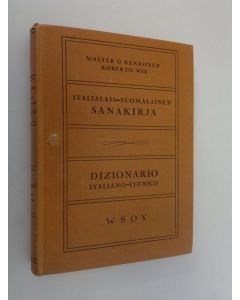 WALTER O. RENKONEN
ROBERTO WIS
ITALIALAIS-SUOMALAINEN
SANAKIRJA
DIZIONARIO
ITALIANO-FINNICO
WSOY